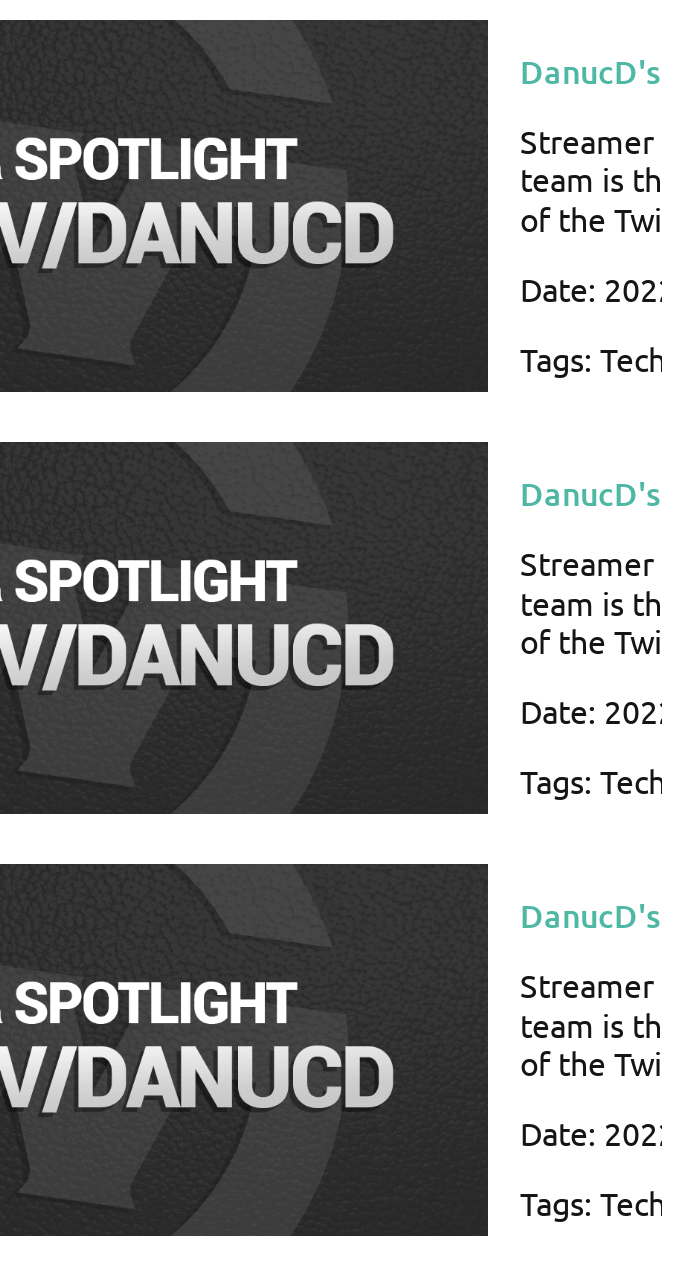 SPOTLIGHT
V/DANUCD
DanucD's
Streamer
team is th
of the Twi
Date: 202
Tags: Tech
SPOTLIGHT
V/DANUCD
DanucD's
Streamer
team is th
of the Twi
Date: 202
Tags: Tech
SPOTLIGHT
V/DANUCD
DanucD's
Streamer
team is th
of the Twi
Date: 202
Tags: Tech